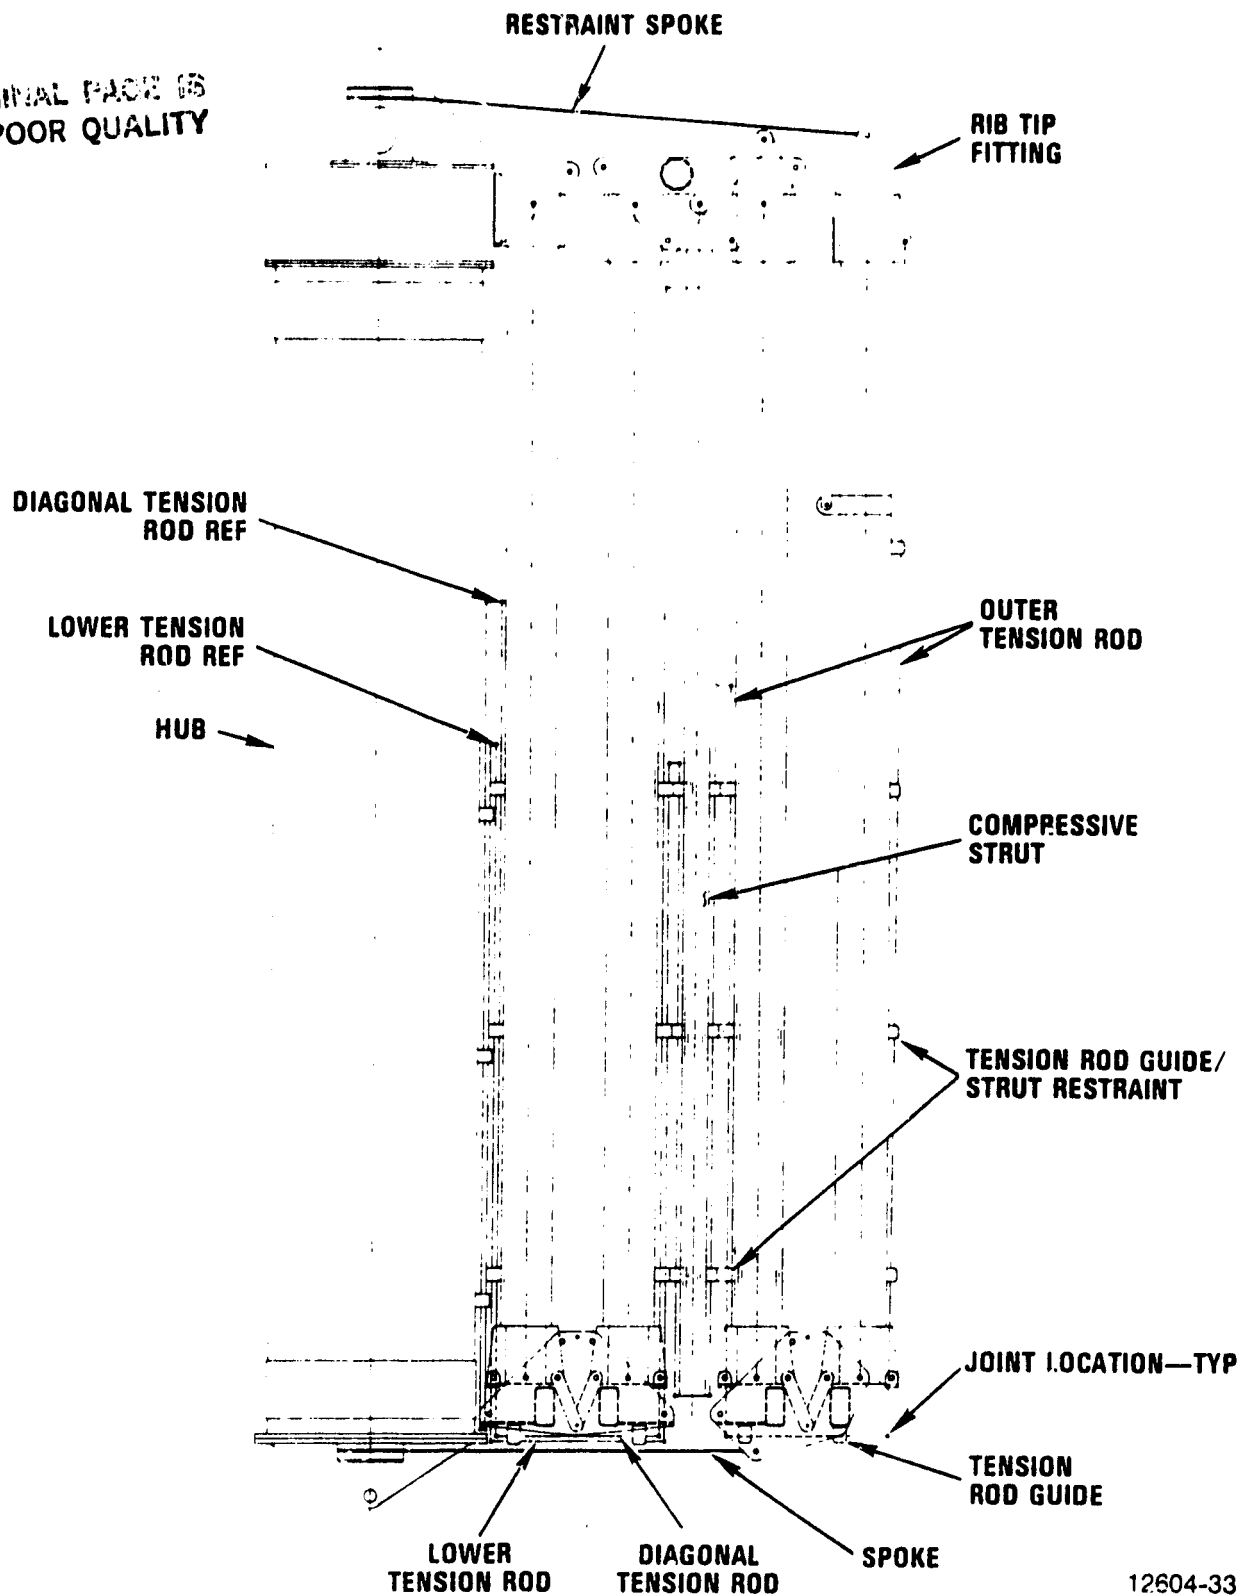 RESTRAINT SPOKE
PAGE IS
POOR QUALITY
RIB TIP
FITTING
DIAGONAL TENSION
ROD REF
LOWER TENSION
ROD REF
HUB
OUTER
TENSION ROD
COMPRESSIVE
STRUT
TENSION ROD GUIDE/
STRUT RESTRAINT
JOINT LOCATION—TYP
TENSION
ROD GUIDE
SPOKE
LOWER
TENSION ROD
DIAGONAL
TENSION ROD
12604-33